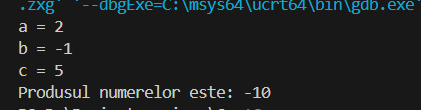 .zxg' '--dbgExe=C:\msys64\ucrt64\bin\gdb.exe'
a = 2
b = -1
c = 5
Produsul numerelor este: -10